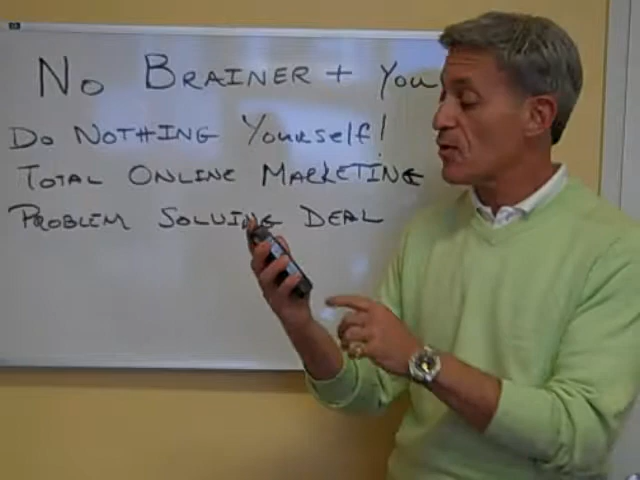 No BRAINER + You
Do NOTHING Yourself!
TOTAL ONLINE MARKETING
PROBLEM SOLVING DEAL